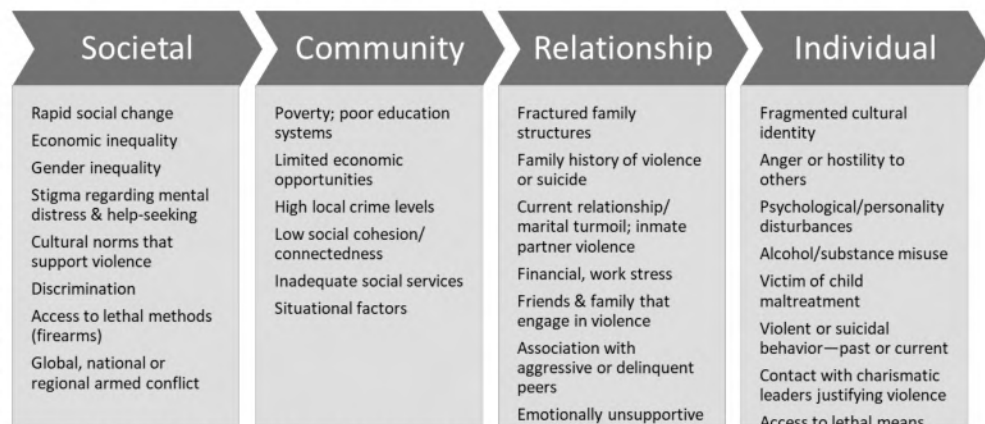 Societal
Rapid social change
Economic inequality
Gender inequality
Stigma regarding mental
distress & help-seeking
Cultural norms that
support violence
Discrimination
Access to lethal methods
(firearms)
Global, national or
regional armed conflict
Community
Poverty; poor education
systems
Limited economic
opportunities
High local crime levels
Low social cohesion/
connectedness
Inadequate social services
Situational factors
Relationship
Fractured family
structures
Family history of violence
or suicide
Current relationship/
marital turmoil; inmate
partner violence
Financial, work stress
Friends & family that
engage in violence
Association with
aggressive or delinquent
peers
Emotionally unsupportive
Individual
Fragmented cultural
identity
Anger or hostility to
others
Psychological/personality
disturbances
Alcohol/substance misuse
Victim of child
maltreatment
Violent or suicidal
behavior—past or current
Contact with charismatic
leaders justifying violence
Access to lethal means